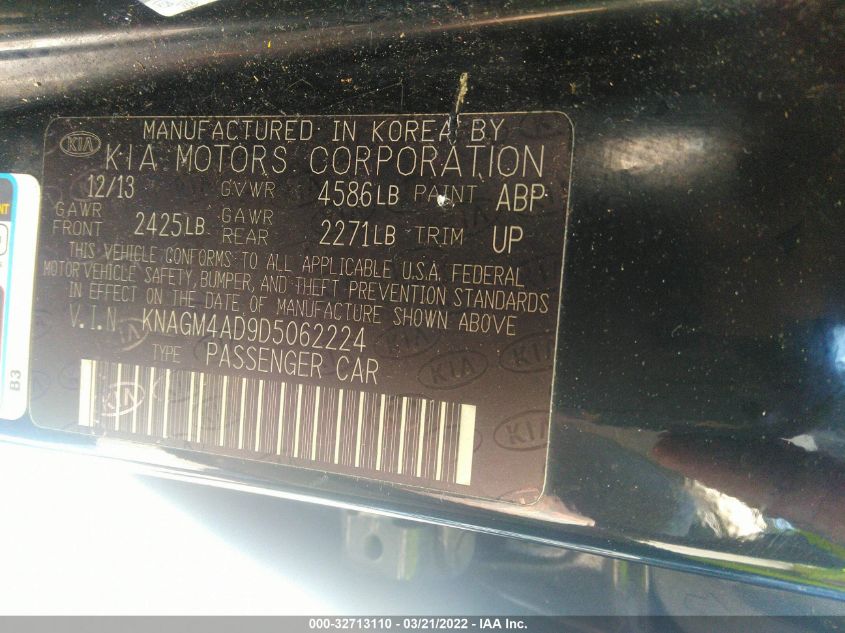 MANUFACTURED IN KOREA BY
KIA MOTORS CORPORATION
12/13 GVWR 4586LB PAINT ABP
GAWR FRONT 2425LB GAWR REAR 2271LB TRIM UP
THIS VEHICLE CONFORMS TO ALL APPLICABLE U.S.A. FEDERAL
MOTOR VEHICLE SAFETY, BUMPER, AND THEFT PREVENTION STANDARDS
IN EFFECT ON THE DATE OF MANUFACTURE SHOWN ABOVE
V.I.N. KNAGM4AD9D5062224
TYPE PASSENGER CAR
KIA
B3
000-32713110 — 03/21/2022 — IAA Inc.